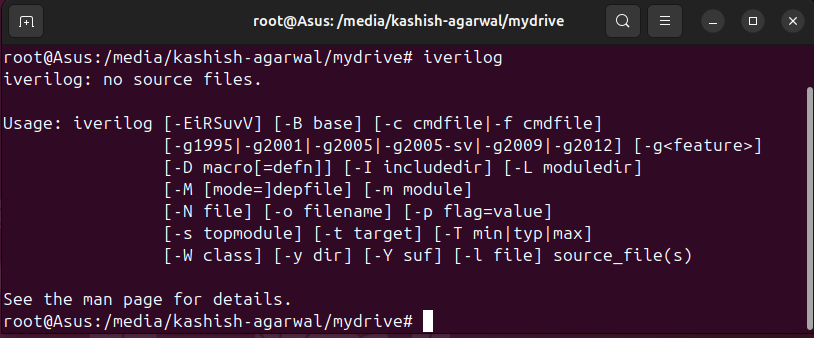 root@Asus: /media/kashish-agarwal/mydrive
root@Asus:/media/kashish-agarwal/mydrive# iverilog
iverilog: no source files.
Usage: iverilog [-EiRSuvV] [-B base] [-c cmdfile|-f cmdfile]
[-g1995|-g2001|-g2005|-g2005-sv|-g2009|-g2012] [-g<feature>]
[-D macro[=defn]] [-I includedir] [-L moduledir]
[-M [mode=]depfile] [-m module]
[-N file] [-o filename] [-p flag=value]
[-s topmodule] [-t target] [-T min|typ|max]
[-W class] [-y dir] [-Y suf] [-l file] source_file(s)
See the man page for details.
root@Asus:/media/kashish-agarwal/mydrive#